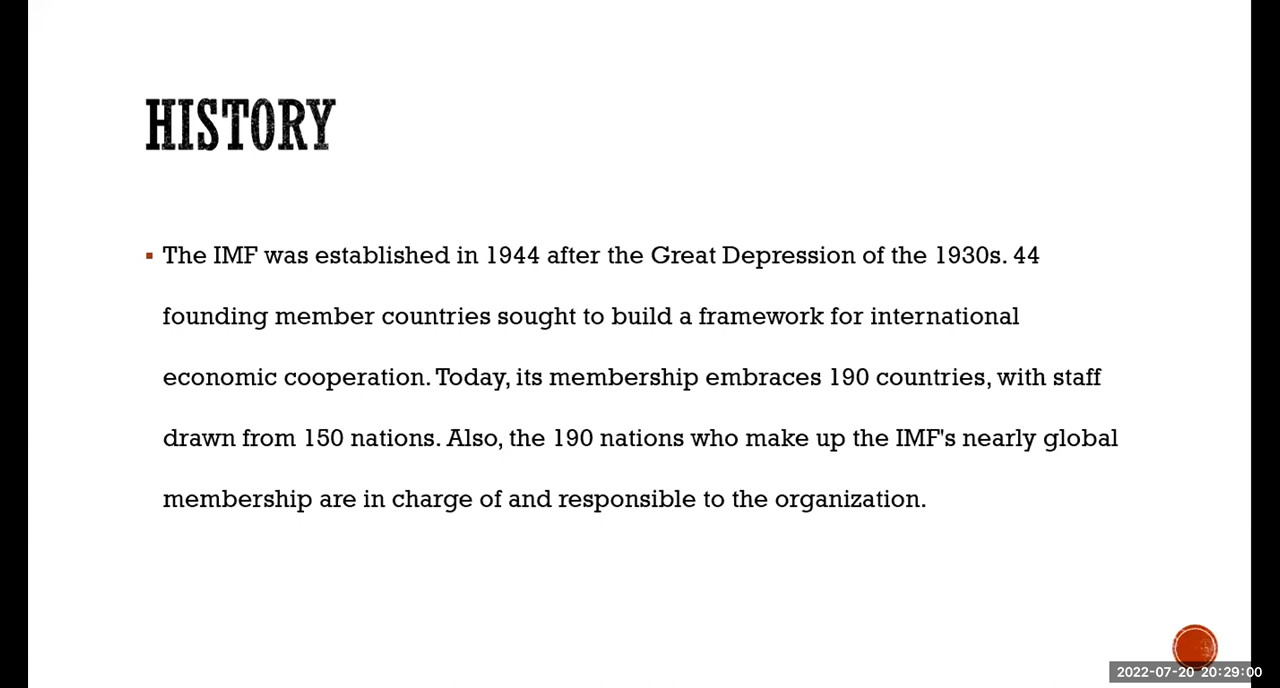 HISTORY
The IMF was established in 1944 after the Great Depression of the 1930s. 44
founding member countries sought to build a framework for international
economic cooperation. Today, its membership embraces 190 countries, with staff
drawn from 150 nations. Also, the 190 nations who make up the IMF's nearly global
membership are in charge of and responsible to the organization.
2022-07-20 20:29:00